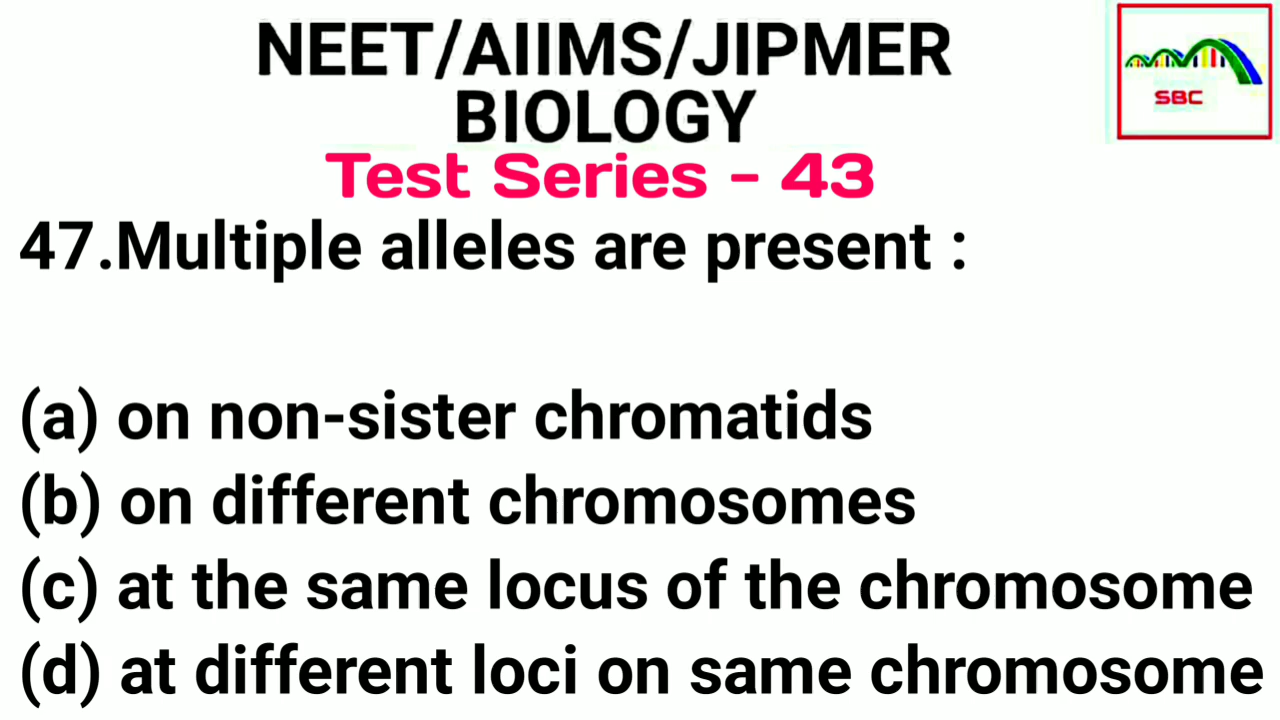 NEET/AIIMS/JIPMER
BIOLOGY
SBC
Test Series - 43
47.Multiple alleles are present :
(a) on non-sister chromatids
(b) on different chromosomes
(c) at the same locus of the chromosome
(d) at different loci on same chromosome